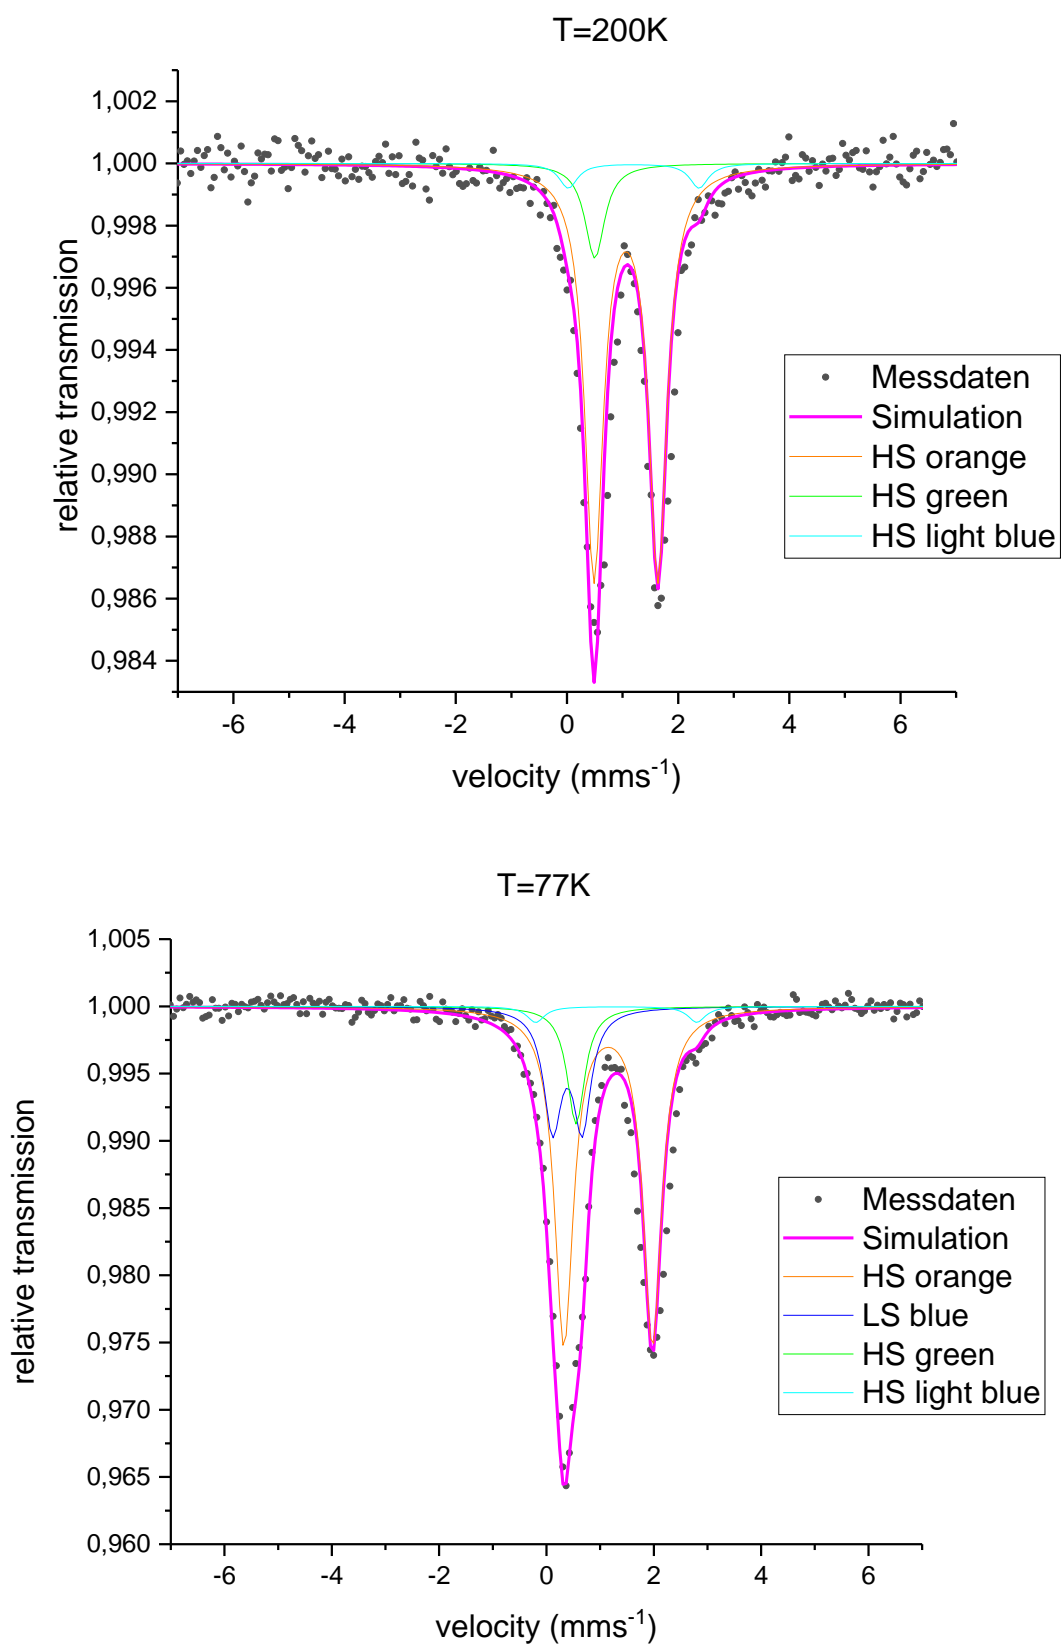 T=200K
1,002
1,000
0,998
0,996
0,994
0,992
0,990
0,988
0,986
0,984
relative transmission
Messdaten
Simulation
HS orange
HS green
HS light blue
-6 -4 -2 0 2 4 6
velocity (mms⁻¹)
T=77K
1,005
1,000
0,995
0,990
0,985
0,980
0,975
0,970
0,965
0,960
relative transmission
Messdaten
Simulation
HS orange
LS blue
HS green
HS light blue
-6 -4 -2 0 2 4 6
velocity (mms⁻¹)